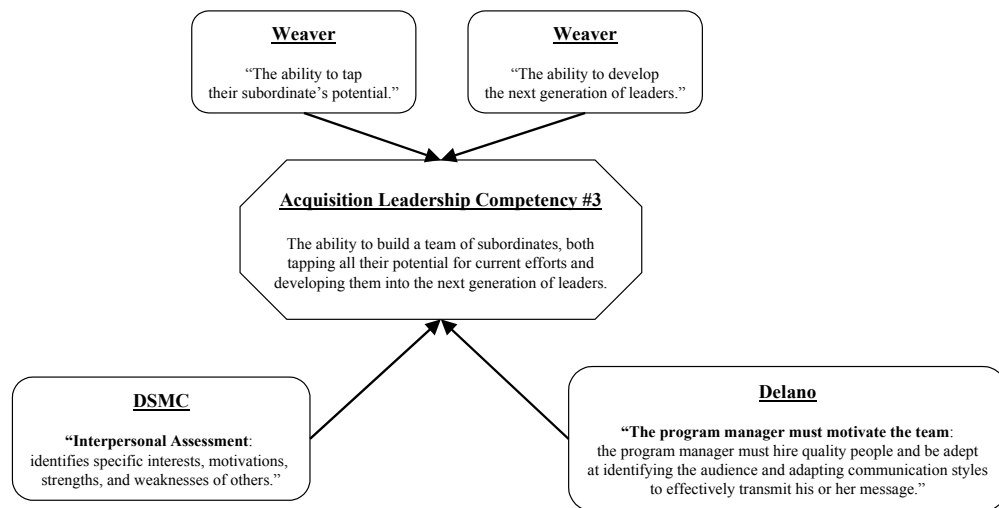 Weaver
“The ability to tap
their subordinate’s potential.”
Weaver
“The ability to develop
the next generation of leaders.”
Acquisition Leadership Competency #3
The ability to build a team of subordinates, both
tapping all their potential for current efforts and
developing them into the next generation of leaders.
DSMC
“Interpersonal Assessment:
identifies specific interests, motivations,
strengths, and weaknesses of others.”
Delano
“The program manager must motivate the team:
the program manager must hire quality people and be adept
at identifying the audience and adapting communication styles
to effectively transmit his or her message.”